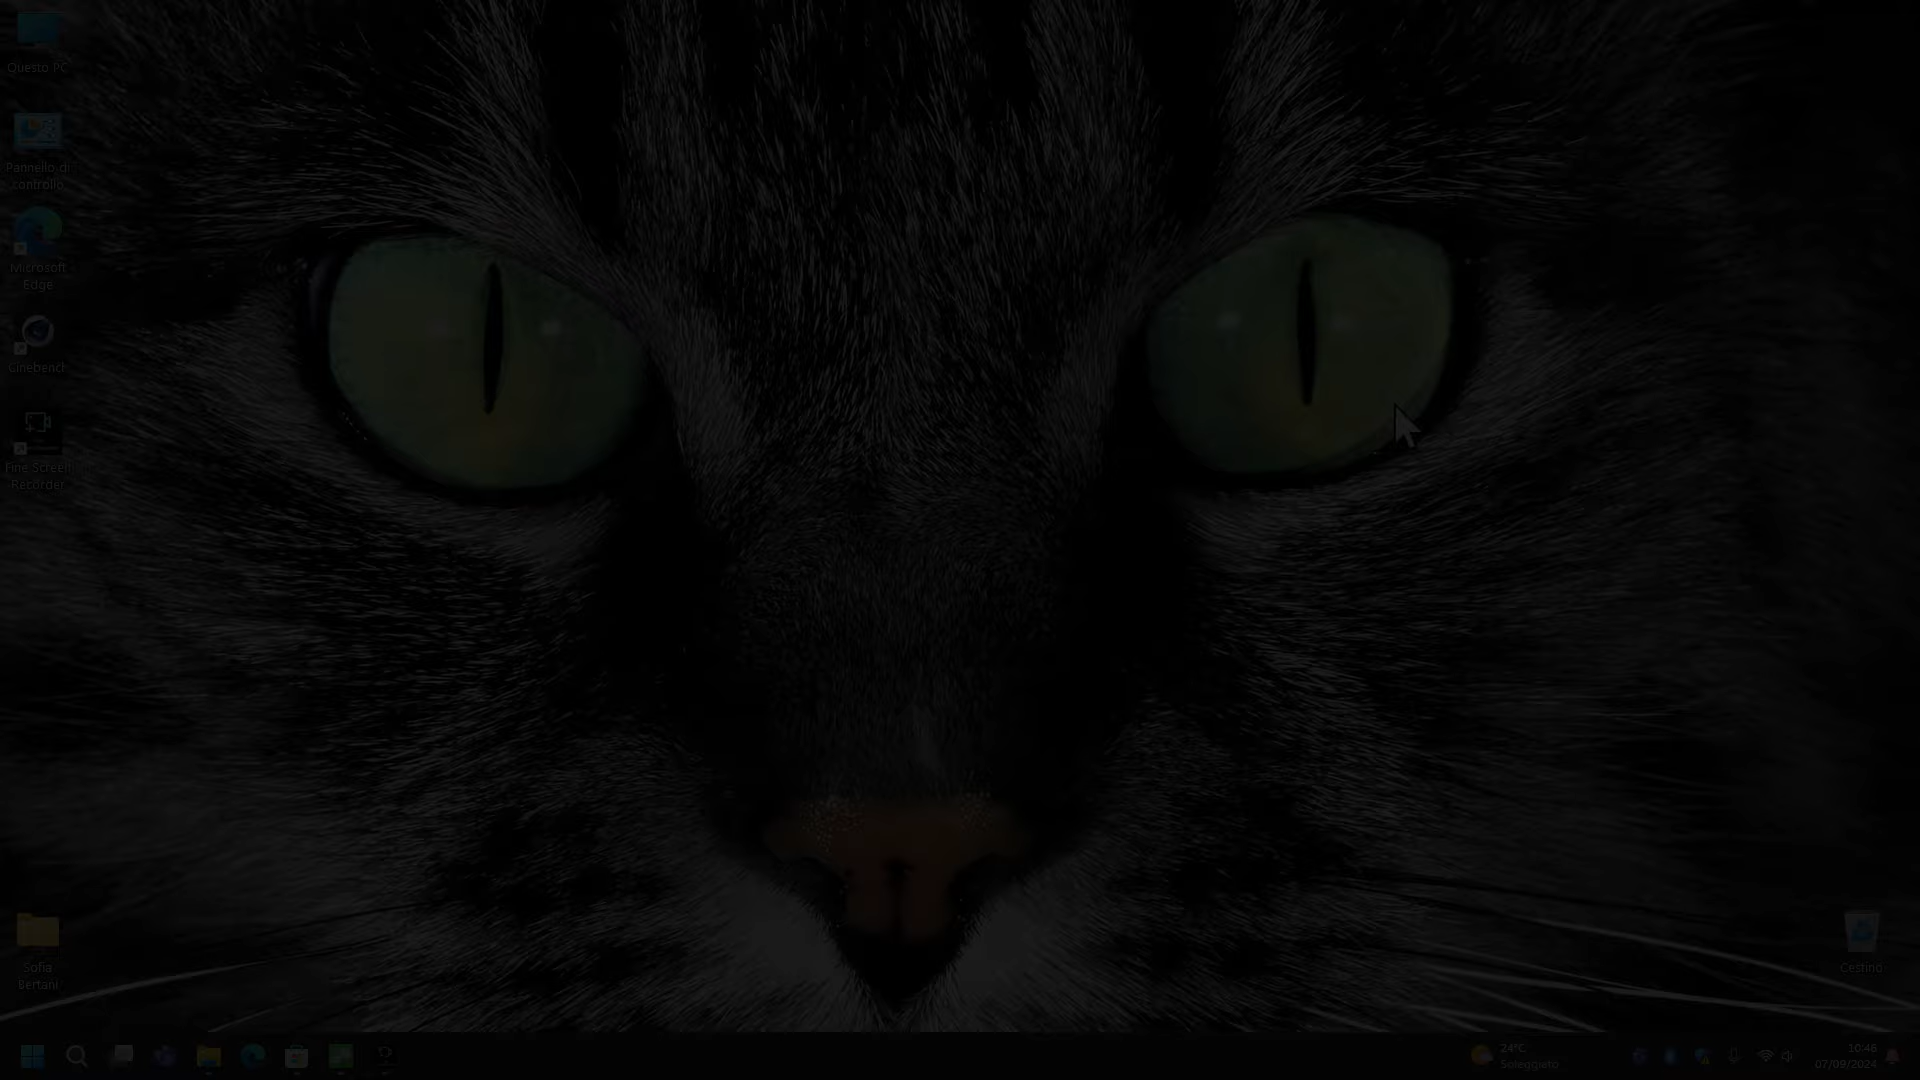 Questo PC
Pannello di
controllo
Microsoft
Edge
Cinebench
Fine Screen
Recorder
Sofia
Bertani
Cestino
24°C
Soleggiato
10:46
07/09/2024